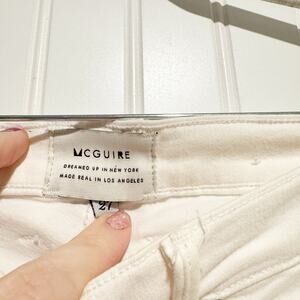 MCGUIRE
DREAMED UP IN NEW YORK
MADE REAL IN LOS ANGELES
27